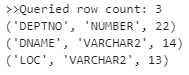 >>Queried row count: 3
('DEPTNO', 'NUMBER', 22)
('DNAME', 'VARCHAR2', 14)
('LOC', 'VARCHAR2', 13)